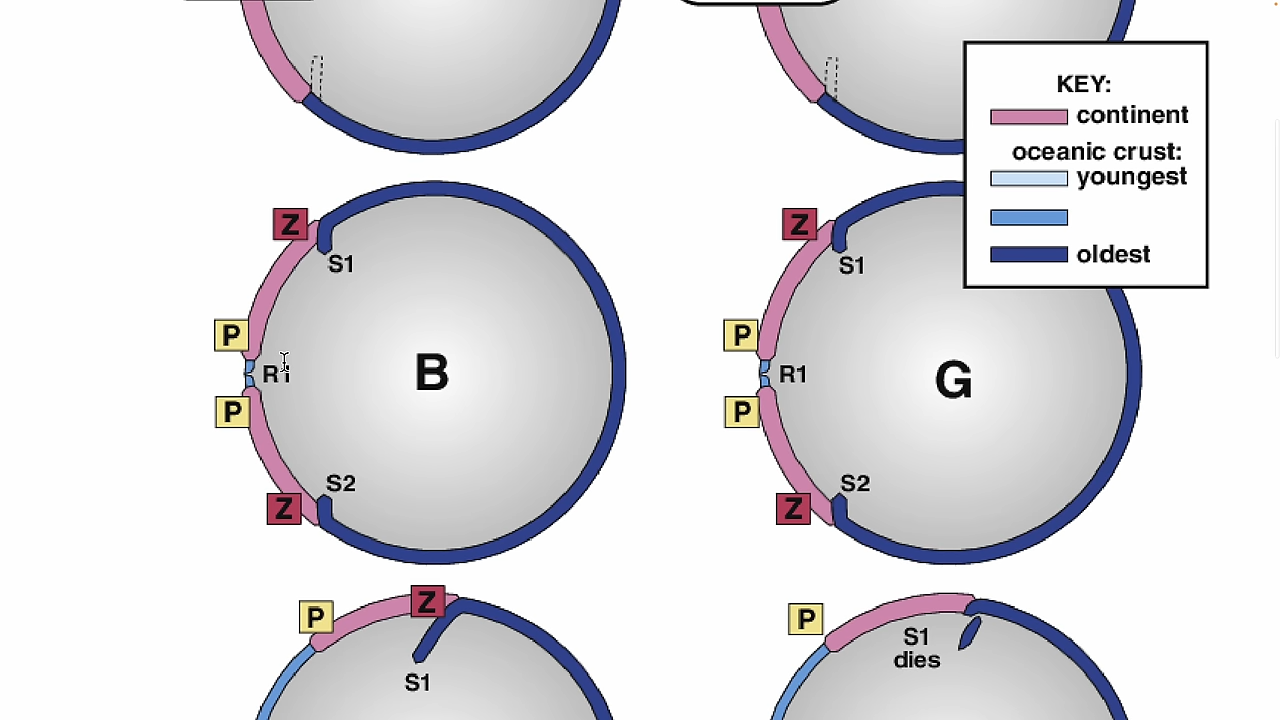 KEY:
continent
oceanic crust:
youngest
oldest
Z
S1
P
R1
P
B
S2
Z
Z
S1
P
R1
P
G
S2
Z
P
Z
S1
P
S1
dies